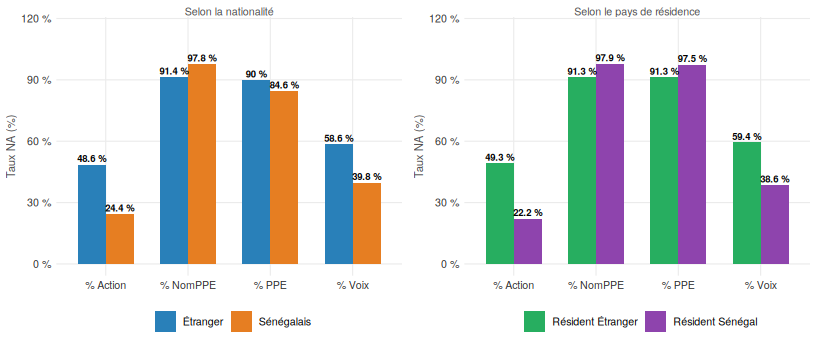 Selon la nationalité
120 %
90 %
60 %
30 %
0 %
Taux NA (%)
48.6 %
24.4 %
91.4 %
97.8 %
90 %
84.6 %
58.6 %
39.8 %
% Action
% NomPPE
% PPE
% Voix
Étranger
Sénégalais
Selon le pays de résidence
120 %
90 %
60 %
30 %
0 %
Taux NA (%)
49.3 %
22.2 %
91.3 %
97.9 %
91.3 %
97.5 %
59.4 %
38.6 %
% Action
% NomPPE
% PPE
% Voix
Résident Étranger
Résident Sénégal